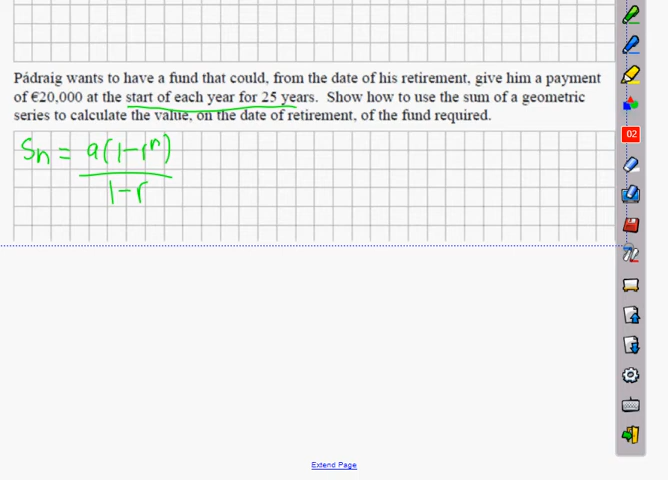 Pádraig wants to have a fund that could, from the date of his retirement, give him a payment
of €20,000 at the start of each year for 25 years. Show how to use the sum of a geometric
series to calculate the value, on the date of retirement, of the fund required.
Sn = a(1-rⁿ)
1-r
02
Extend Page